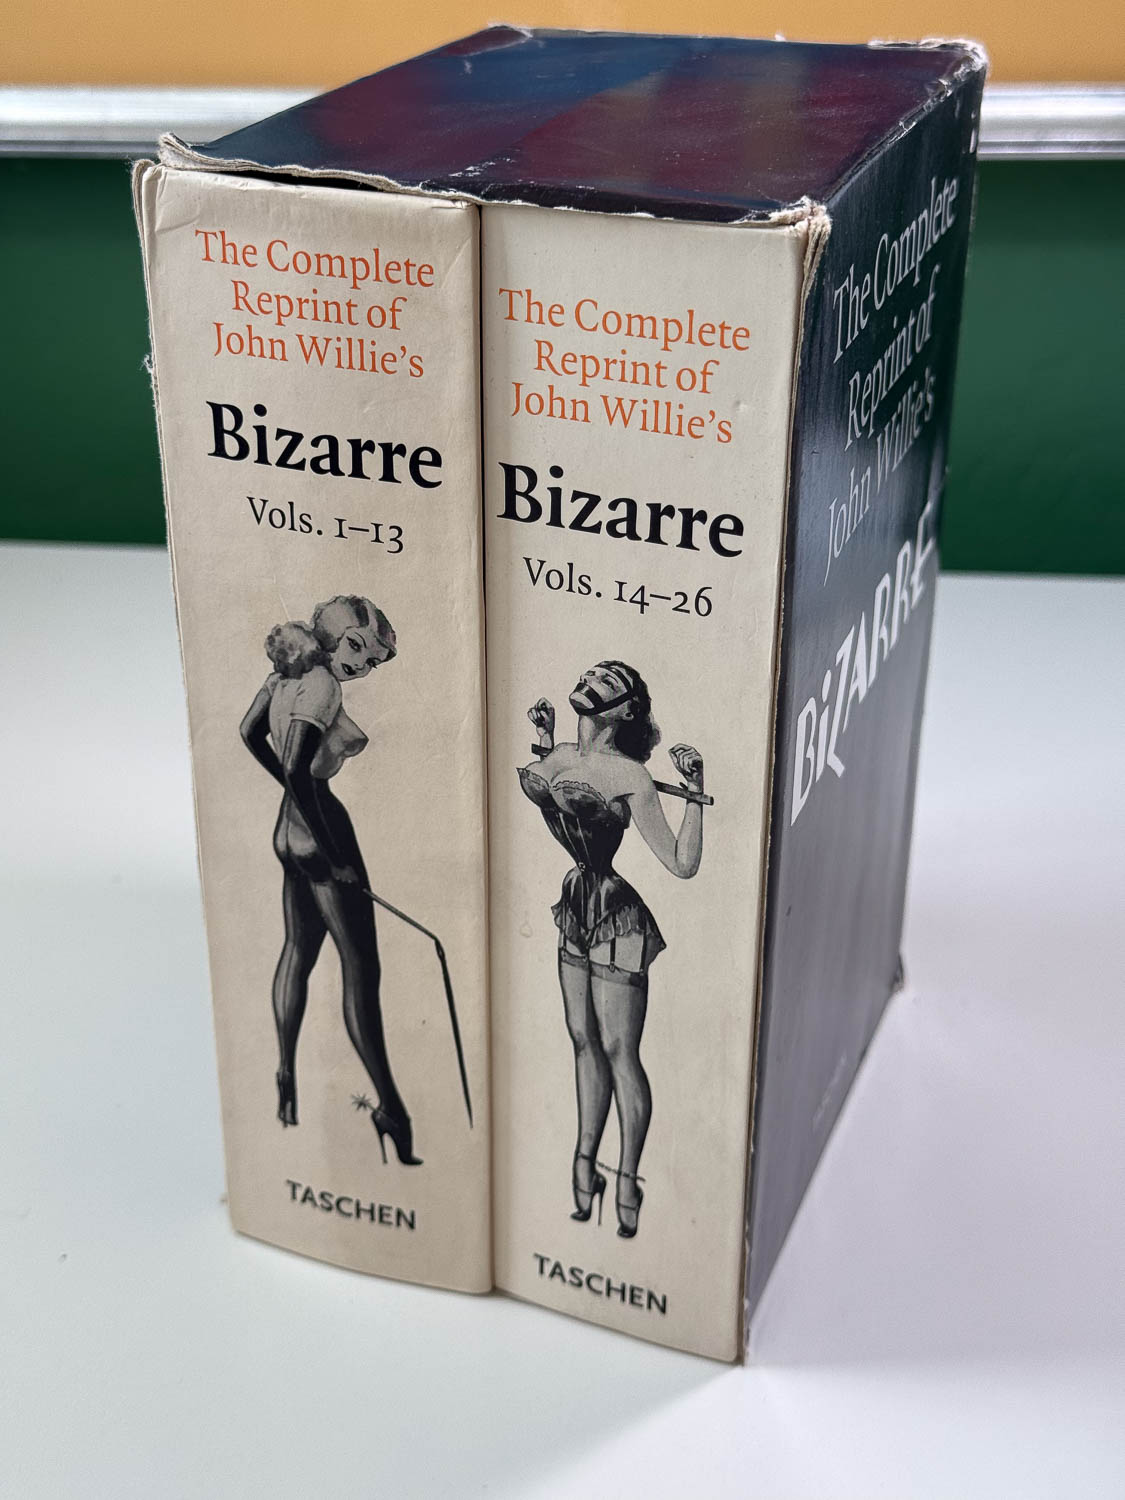 The Complete
Reprint of
John Willie's
Bizarre
Vols. 1–13
TASCHEN
The Complete
Reprint of
John Willie's
Bizarre
Vols. 14–26
TASCHEN
The Complete
Reprint of
John Willie's
BIZARRE